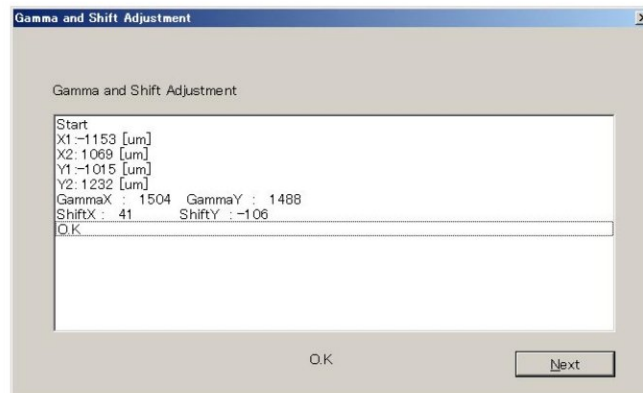 Gamma and Shift Adjustment
Gamma and Shift Adjustment
Start
X1:-1153 [um]
X2: 1069 [um]
Y1:-1015 [um]
Y2: 1232 [um]
GammaX : 1504 GammaY : 1488
ShiftX : 41 ShiftY : -106
O.K
O.K
Next